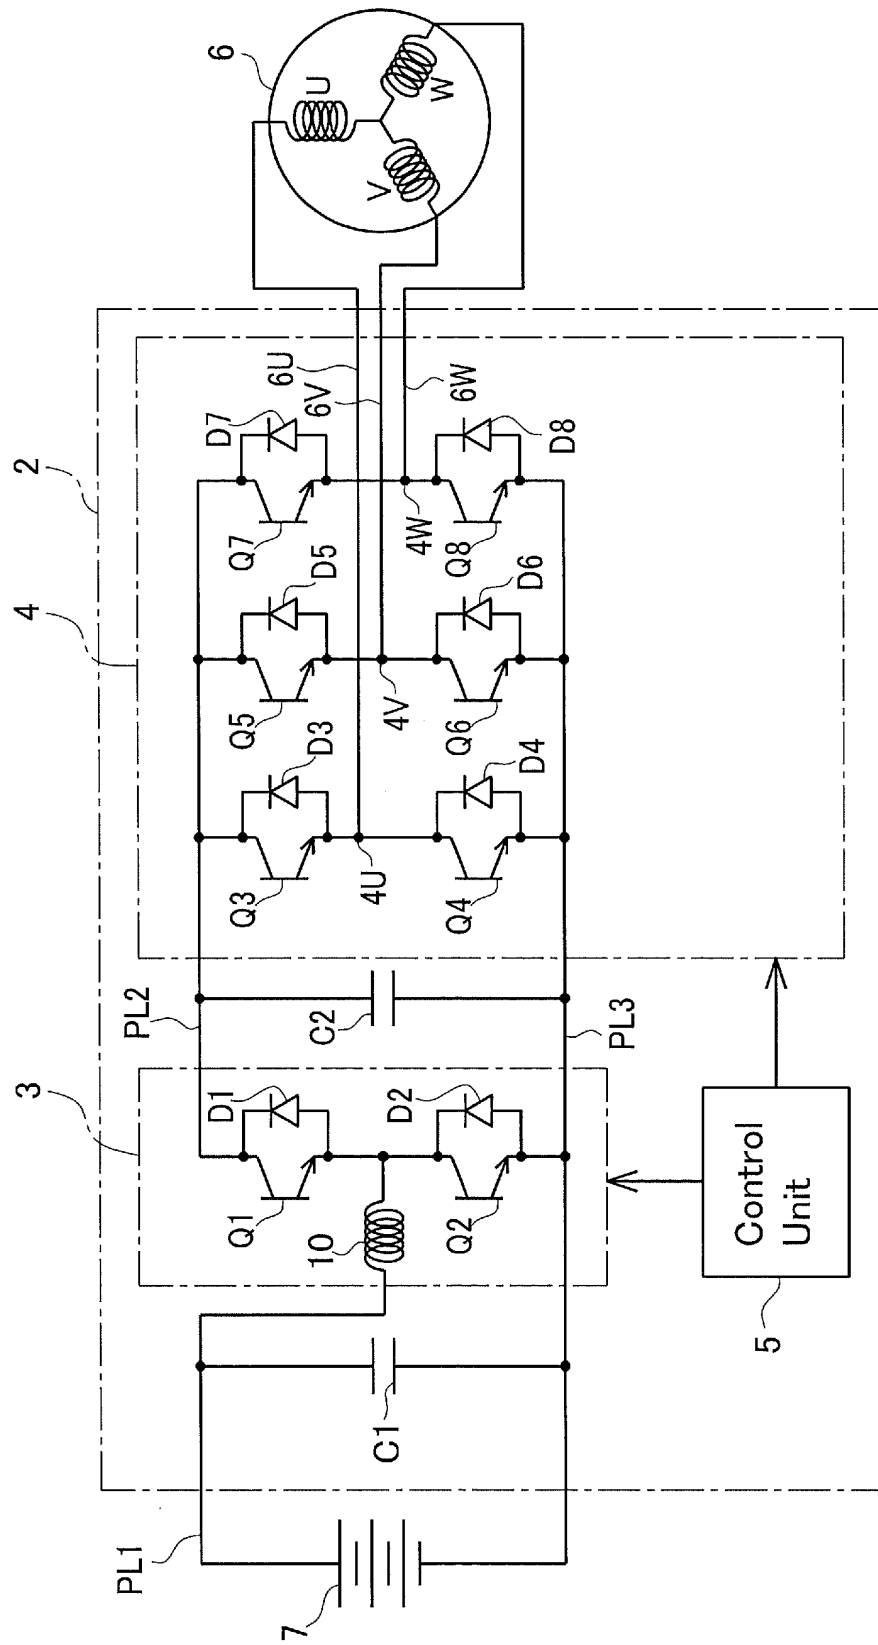 2
4
3
6
U
V
W
PL2
D1
D3
D5
D7
6U
6V
6W
Q1
Q3
Q5
Q7
PL1
7
C1
10
C2
4U
4V
4W
D2
D4
D6
D8
Q2
Q4
Q6
Q8
PL3
Control
Unit
5